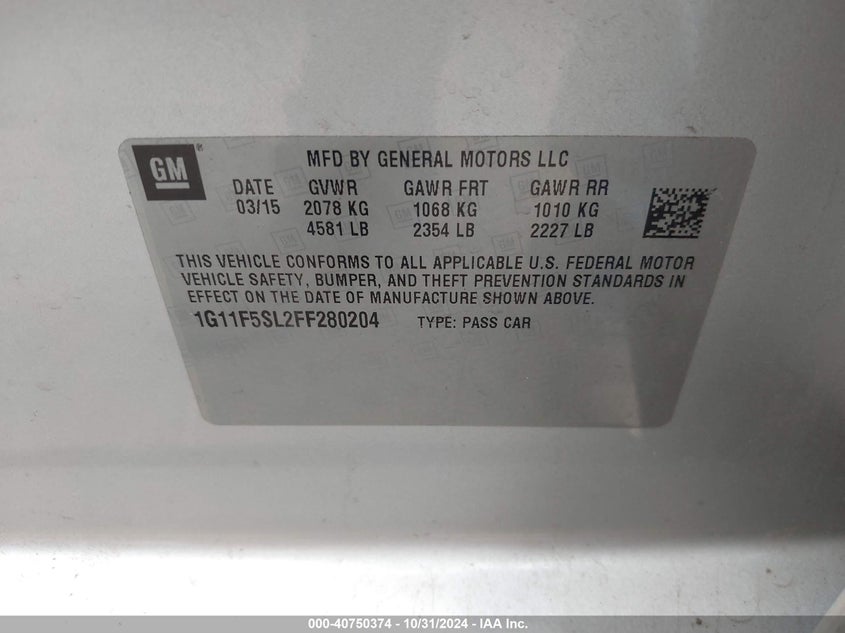 GM®
MFD BY GENERAL MOTORS LLC
DATE GVWR GAWR FRT GAWR RR
03/15 2078 KG 1068 KG 1010 KG
4581 LB 2354 LB 2227 LB
THIS VEHICLE CONFORMS TO ALL APPLICABLE U.S. FEDERAL MOTOR
VEHICLE SAFETY, BUMPER, AND THEFT PREVENTION STANDARDS IN
EFFECT ON THE DATE OF MANUFACTURE SHOWN ABOVE.
1G11F5SL2FF280204 TYPE: PASS CAR
000-40750374 - 10/31/2024 - IAA Inc.